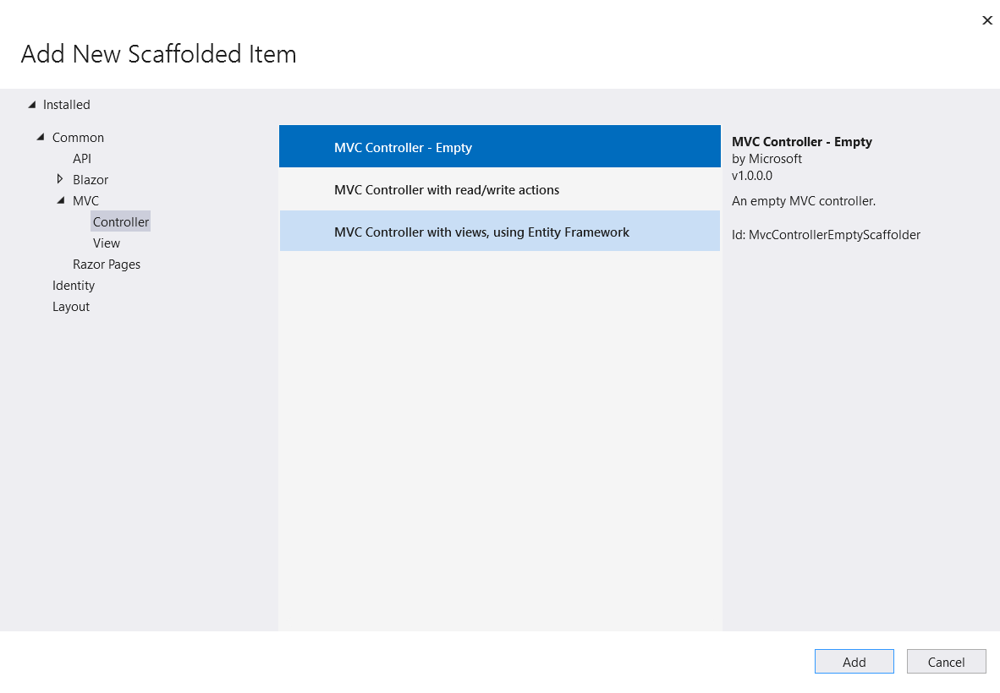 Add New Scaffolded Item
Installed
Common
API
Blazor
MVC
Controller
View
Razor Pages
Identity
Layout
MVC Controller - Empty
MVC Controller with read/write actions
MVC Controller with views, using Entity Framework
MVC Controller - Empty
by Microsoft
v1.0.0.0
An empty MVC controller.
Id: MvcControllerEmptyScaffolder
Add
Cancel